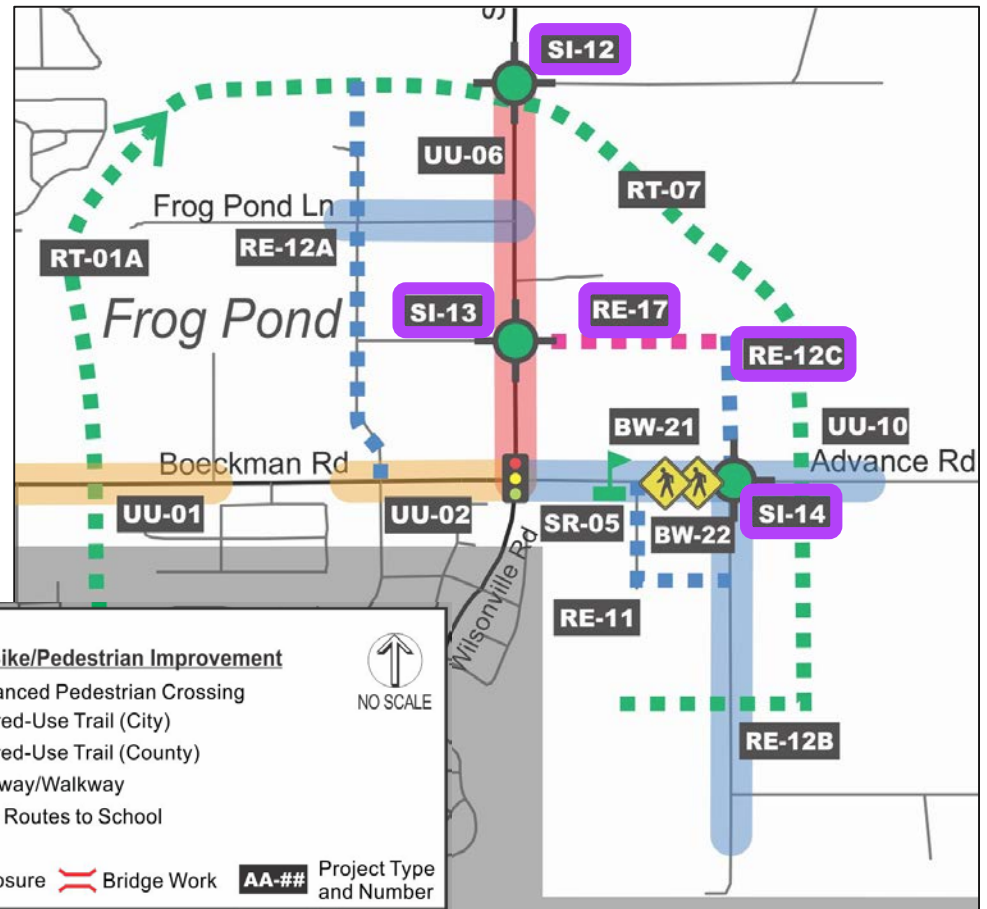 S
SI-12
UU-06
RT-07
Frog Pond Ln
RE-12A
RT-01A
Frog Pond
SI-13
RE-17
RE-12C
BW-21
UU-10
Boeckman Rd
Advance Rd
UU-01
UU-02
SR-05
BW-22
SI-14
Wilsonville Rd
RE-11
RE-12B
ike/Pedestrian Improvement
anced Pedestrian Crossing
red-Use Trail (City)
red-Use Trail (County)
way/Walkway
Routes to School
NO SCALE
osure
Bridge Work
AA-##
Project Type
and Number